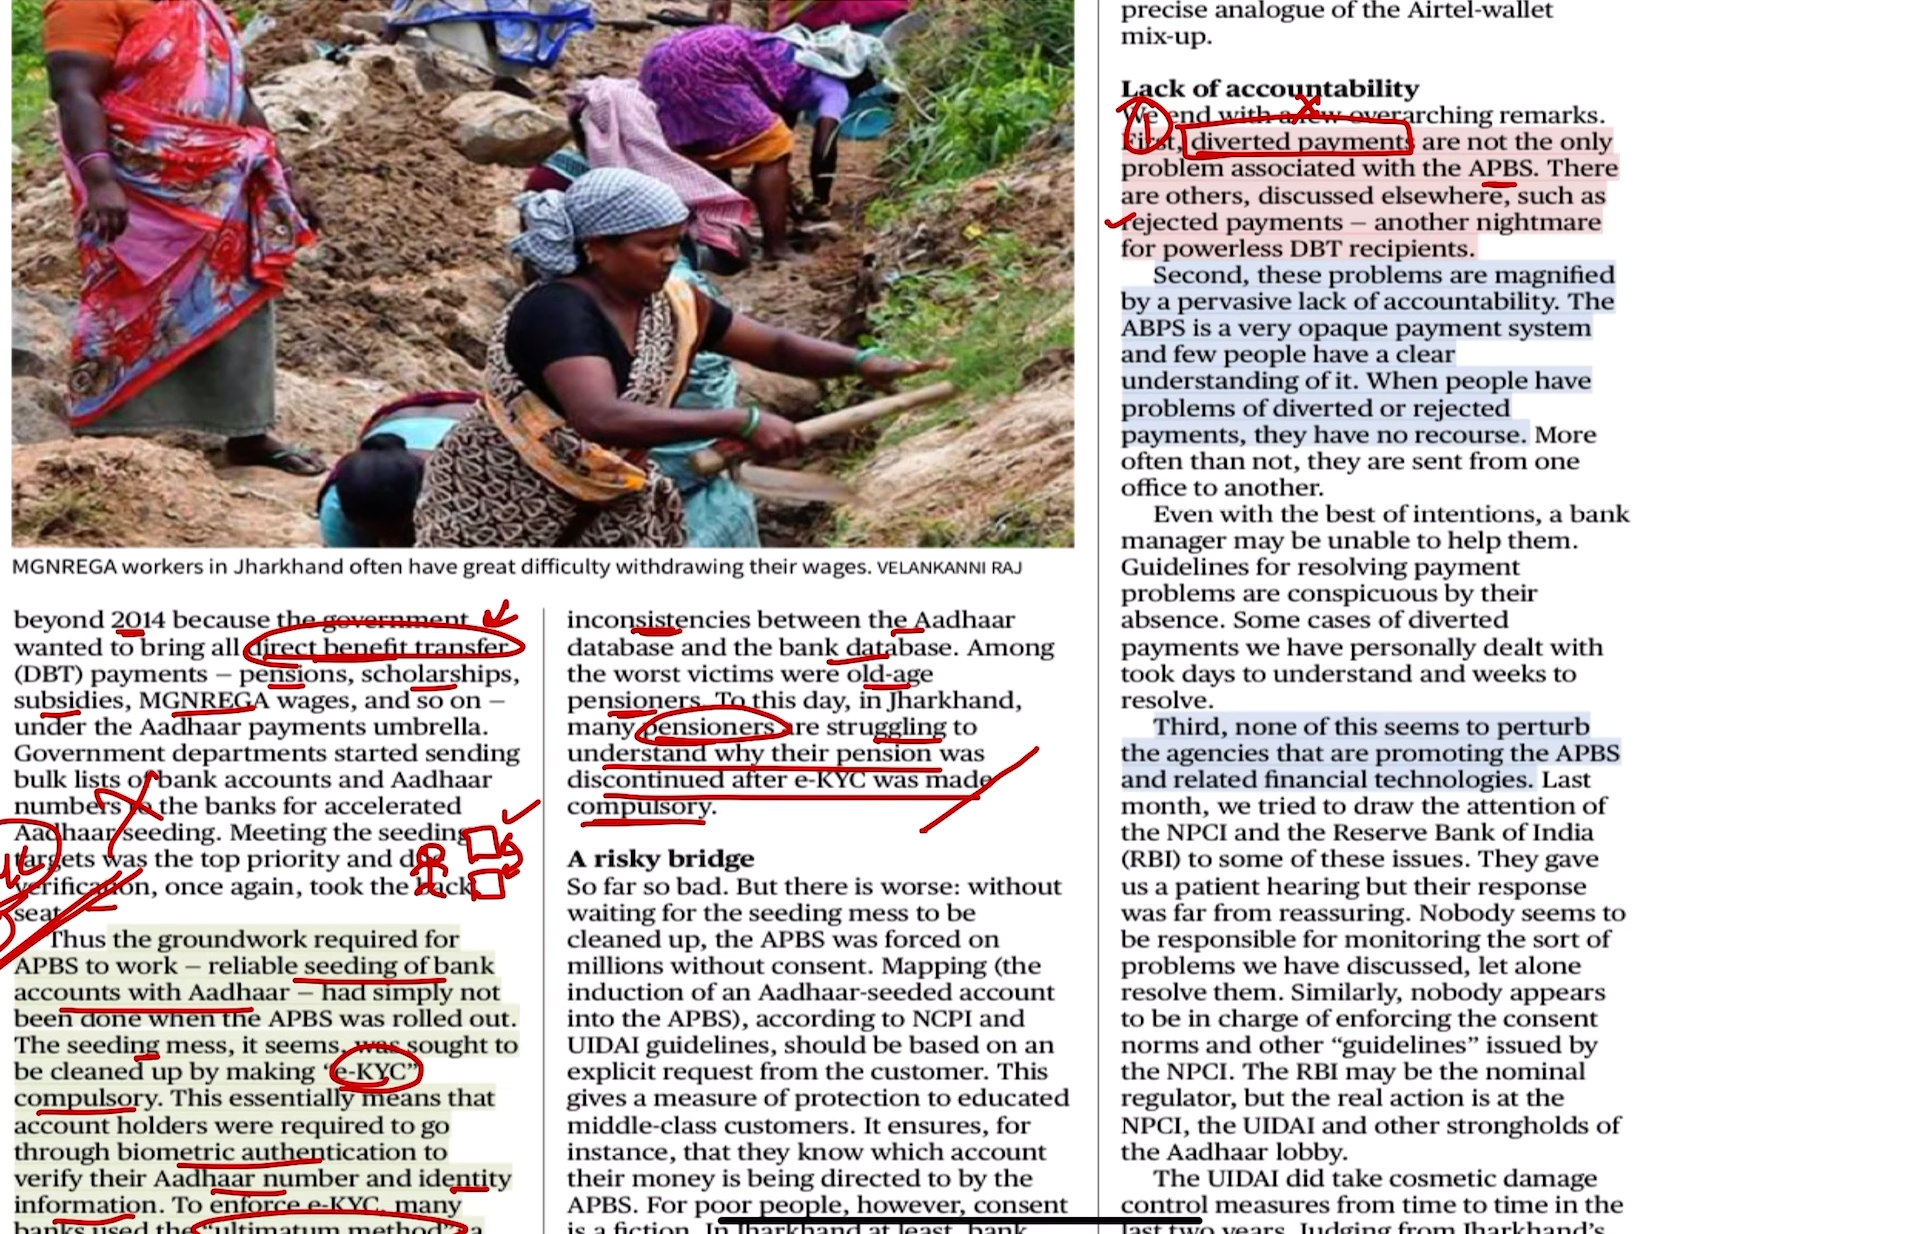 MGNREGA workers in Jharkhand often have great difficulty withdrawing their wages. VELANKANNI RAJ
beyond 2014 because the government
wanted to bring all direct benefit transfer
(DBT) payments – pensions, scholarships,
subsidies, MGNREGA wages, and so on –
under the Aadhaar payments umbrella.
Government departments started sending
bulk lists of bank accounts and Aadhaar
numbers to the banks for accelerated
Aadhaar seeding. Meeting the seeding
targets was the top priority and
verification, once again, took the back
seat.
Thus the groundwork required for
APBS to work – reliable seeding of bank
accounts with Aadhaar – had simply not
been done when the APBS was rolled out.
The seeding mess, it seems, was sought to
be cleaned up by making “e-KYC”
compulsory. This essentially means that
account holders were required to go
through biometric authentication to
verify their Aadhaar number and identity
information. To enforce e-KYC, many
banks used the “ultimatum method”: a
inconsistencies between the Aadhaar
database and the bank database. Among
the worst victims were old-age
pensioners. To this day, in Jharkhand,
many pensioners are struggling to
understand why their pension was
discontinued after e-KYC was made
compulsory.
A risky bridge
So far so bad. But there is worse: without
waiting for the seeding mess to be
cleaned up, the APBS was forced on
millions without consent. Mapping (the
induction of an Aadhaar-seeded account
into the APBS), according to NCPI and
UIDAI guidelines, should be based on an
explicit request from the customer. This
gives a measure of protection to educated
middle-class customers. It ensures, for
instance, that they know which account
their money is being directed to by the
APBS. For poor people, however, consent
is a fiction. In Jharkhand at least, bank
precise analogue of the Airtel-wallet
mix-up.
Lack of accountability
We end with a few overarching remarks.
First, diverted payments are not the only
problem associated with the APBS. There
are others, discussed elsewhere, such as
rejected payments – another nightmare
for powerless DBT recipients.
Second, these problems are magnified
by a pervasive lack of accountability. The
ABPS is a very opaque payment system
and few people have a clear
understanding of it. When people have
problems of diverted or rejected
payments, they have no recourse. More
often than not, they are sent from one
office to another.
Even with the best of intentions, a bank
manager may be unable to help them.
Guidelines for resolving payment
problems are conspicuous by their
absence. Some cases of diverted
payments we have personally dealt with
took days to understand and weeks to
resolve.
Third, none of this seems to perturb
the agencies that are promoting the APBS
and related financial technologies. Last
month, we tried to draw the attention of
the NPCI and the Reserve Bank of India
(RBI) to some of these issues. They gave
us a patient hearing but their response
was far from reassuring. Nobody seems to
be responsible for monitoring the sort of
problems we have discussed, let alone
resolve them. Similarly, nobody appears
to be in charge of enforcing the consent
norms and other “guidelines” issued by
the NPCI. The RBI may be the nominal
regulator, but the real action is at the
NPCI, the UIDAI and other strongholds of
the Aadhaar lobby.
The UIDAI did take cosmetic damage
control measures from time to time in the
last two years. Judging from Jharkhand’s